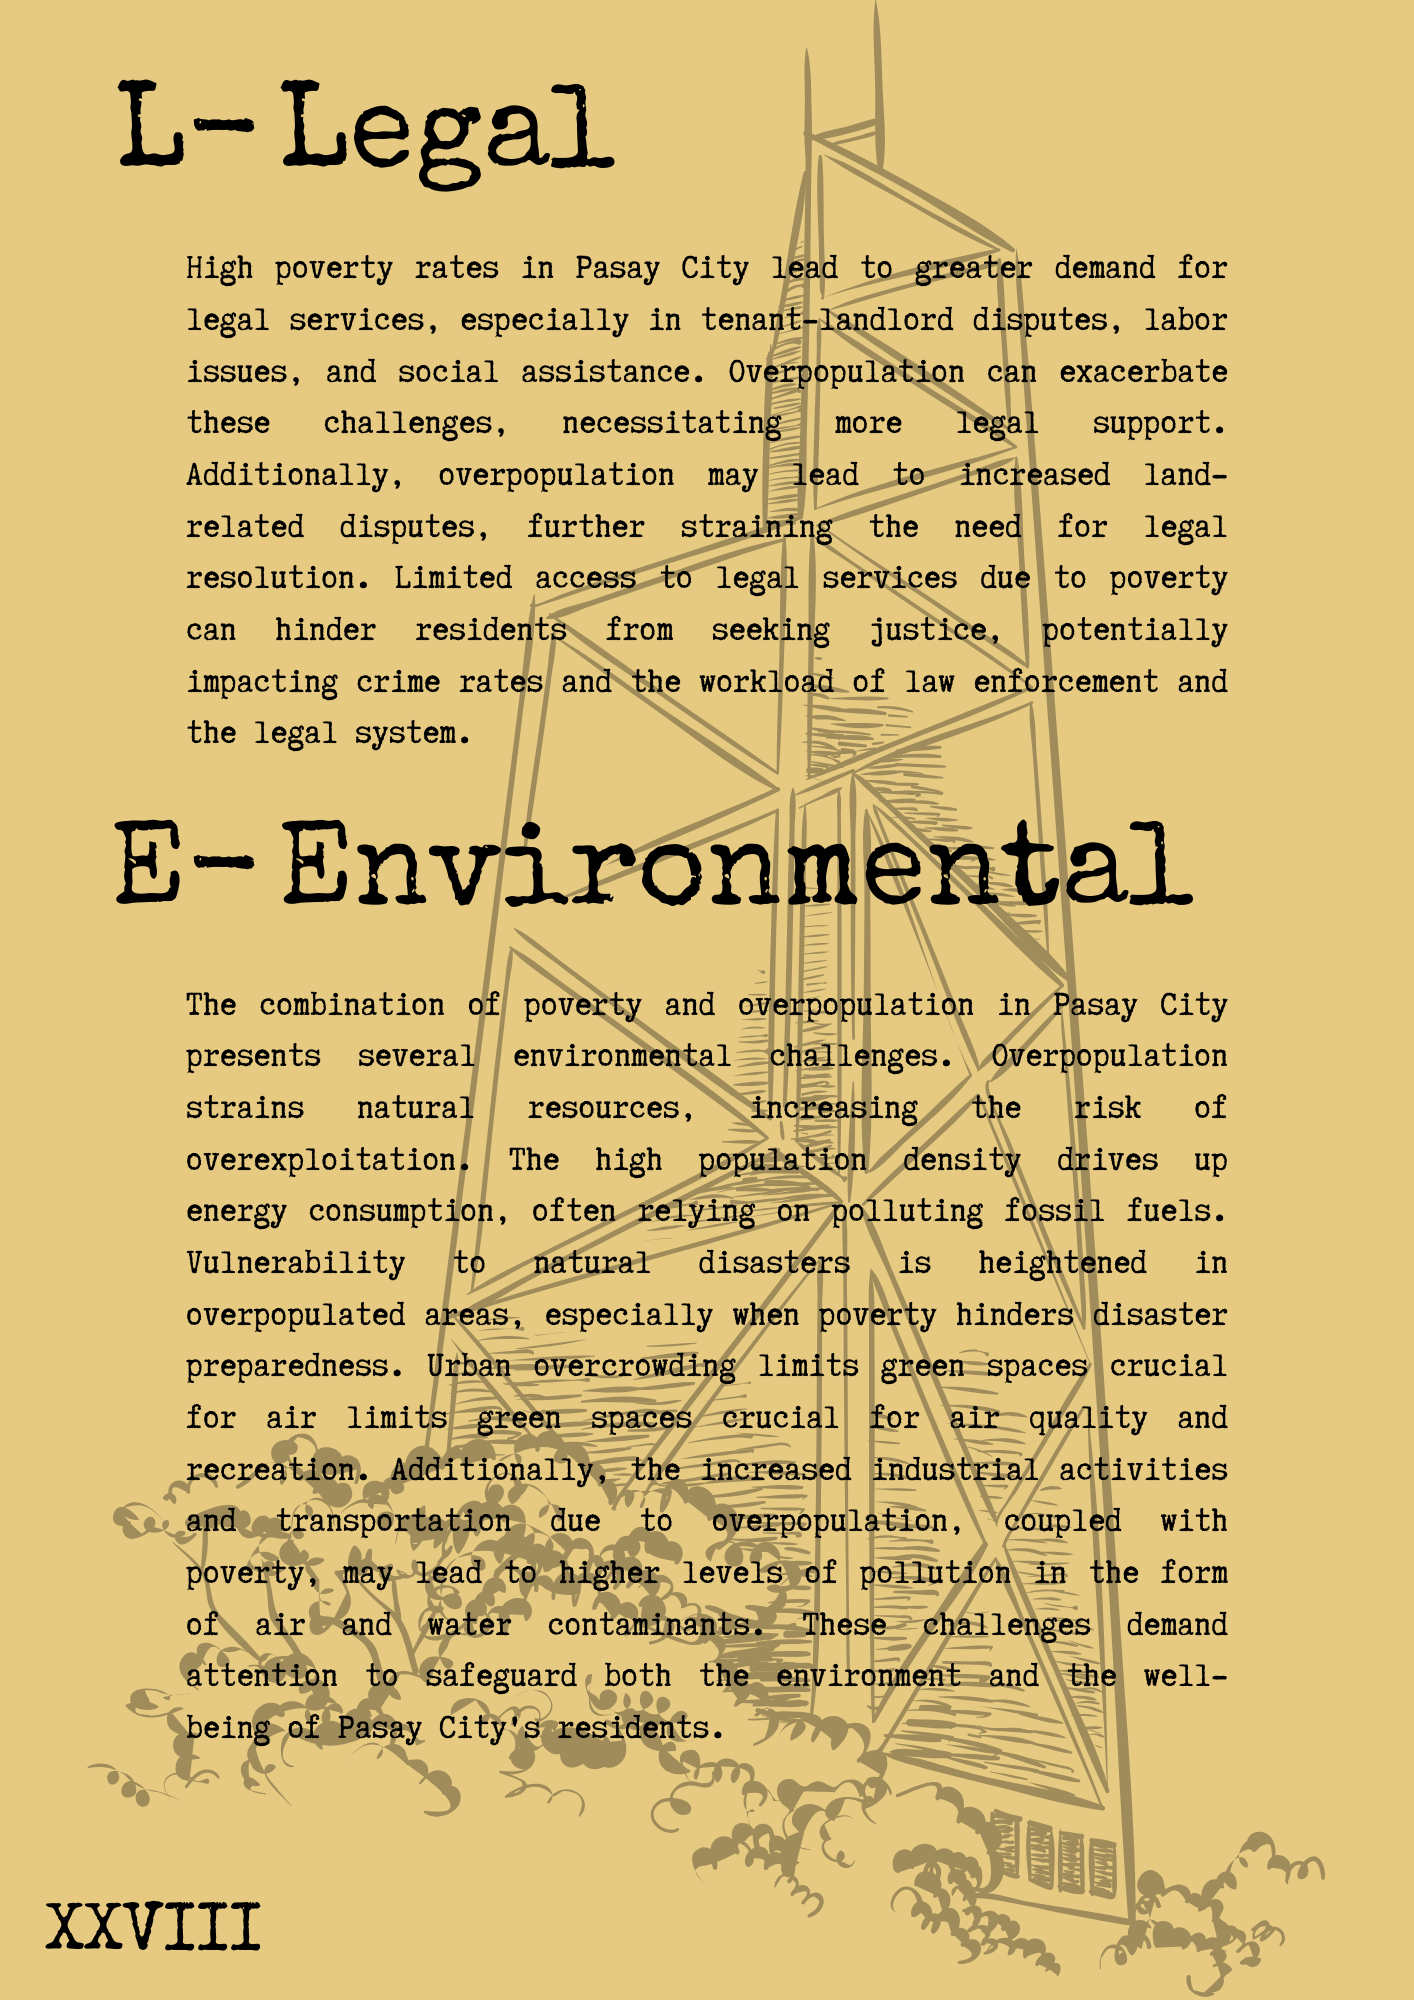 L-Legal
High poverty rates in Pasay City lead to greater demand for
legal services, especially in tenant-landlord disputes, labor
issues, and social assistance. Overpopulation can exacerbate
these challenges, necessitating more legal support.
Additionally, overpopulation may lead to increased land-
related disputes, further straining the need for legal
resolution. Limited access to legal services due to poverty
can hinder residents from seeking justice, potentially
impacting crime rates and the workload of law enforcement and
the legal system.
E-Environmental
The combination of poverty and overpopulation in Pasay City
presents several environmental challenges. Overpopulation
strains natural resources, increasing the risk of
overexploitation. The high population density drives up
energy consumption, often relying on polluting fossil fuels.
Vulnerability to natural disasters is heightened in
overpopulated areas, especially when poverty hinders disaster
preparedness. Urban overcrowding limits green spaces crucial
for air limits green spaces crucial for air quality and
recreation. Additionally, the increased industrial activities
and transportation due to overpopulation, coupled with
poverty, may lead to higher levels of pollution in the form
of air and water contaminants. These challenges demand
attention to safeguard both the environment and the well-
being of Pasay City's residents.
XXVIII